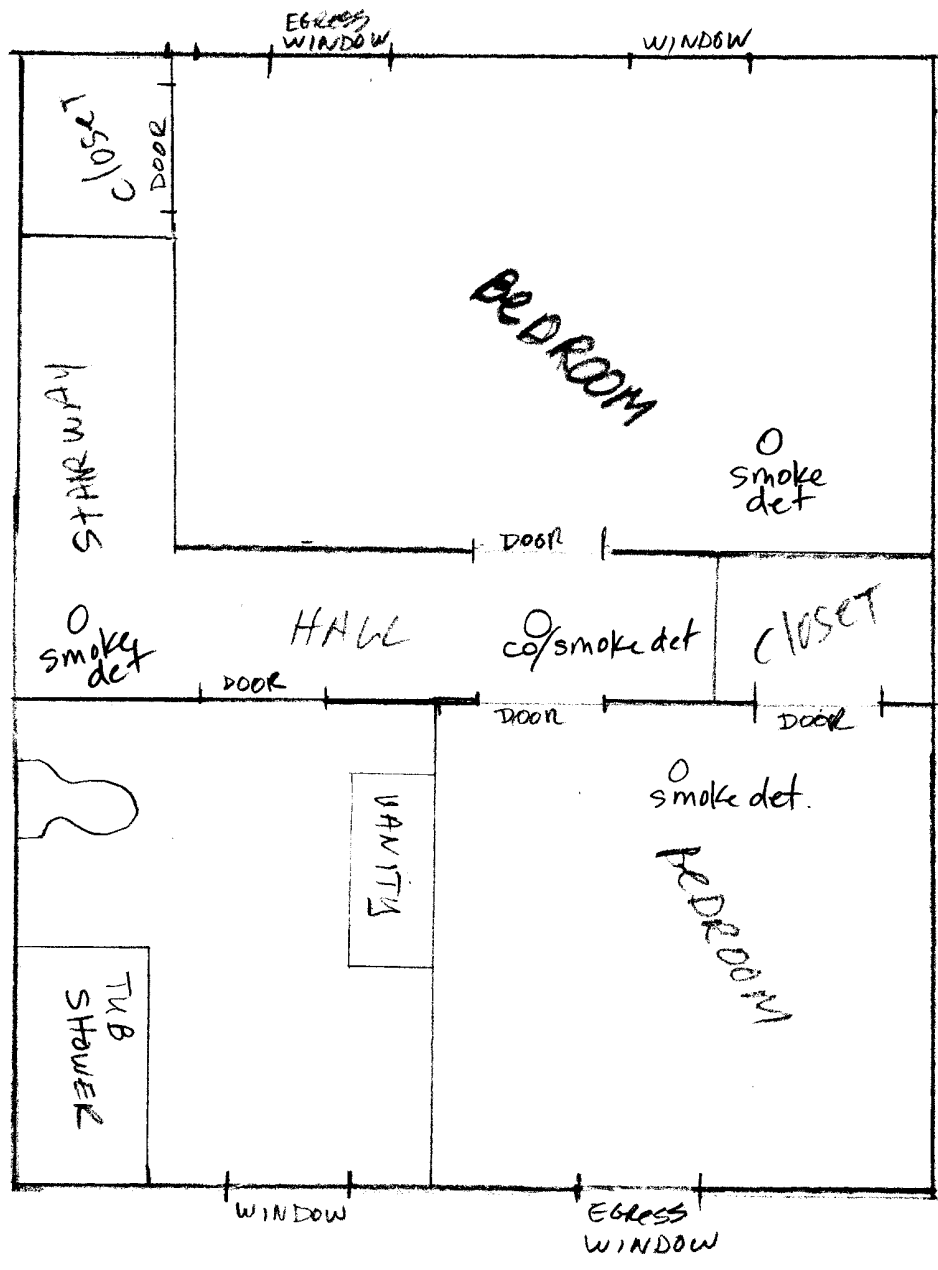 EGRESS
WINDOW
WINDOW
closeT
DOOR
BeDROOM
STAIRWAY
smoke
det
DOOR
smoke
det
HALL
co/smoke det
closeT
DOOR
DOOR
DOOR
smoke det.
VANITY
BeDROOM
TUB
SHOWER
WINDOW
EGRess
WINDOW